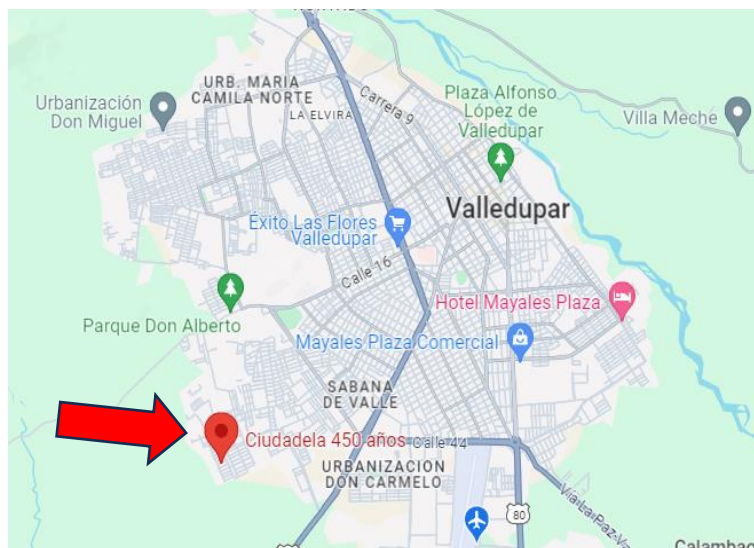 URB. MARIA
CAMILA NORTE
Carrera 9
Plaza Alfonso
López de
Valledupar
Urbanización
Don Miguel
LA ELVIRA
Villa Meche
Valledupar
Éxito Las Flores
Valledupar
Calle 16
Hotel Mayales Plaza
Parque Don Alberto
Mayales Plaza Comercial
SABANA
DE VALLE
Ciudadela 450 años
Calle 44
URBANIZACION
DON CARMELO
80
Vía La Paz-V